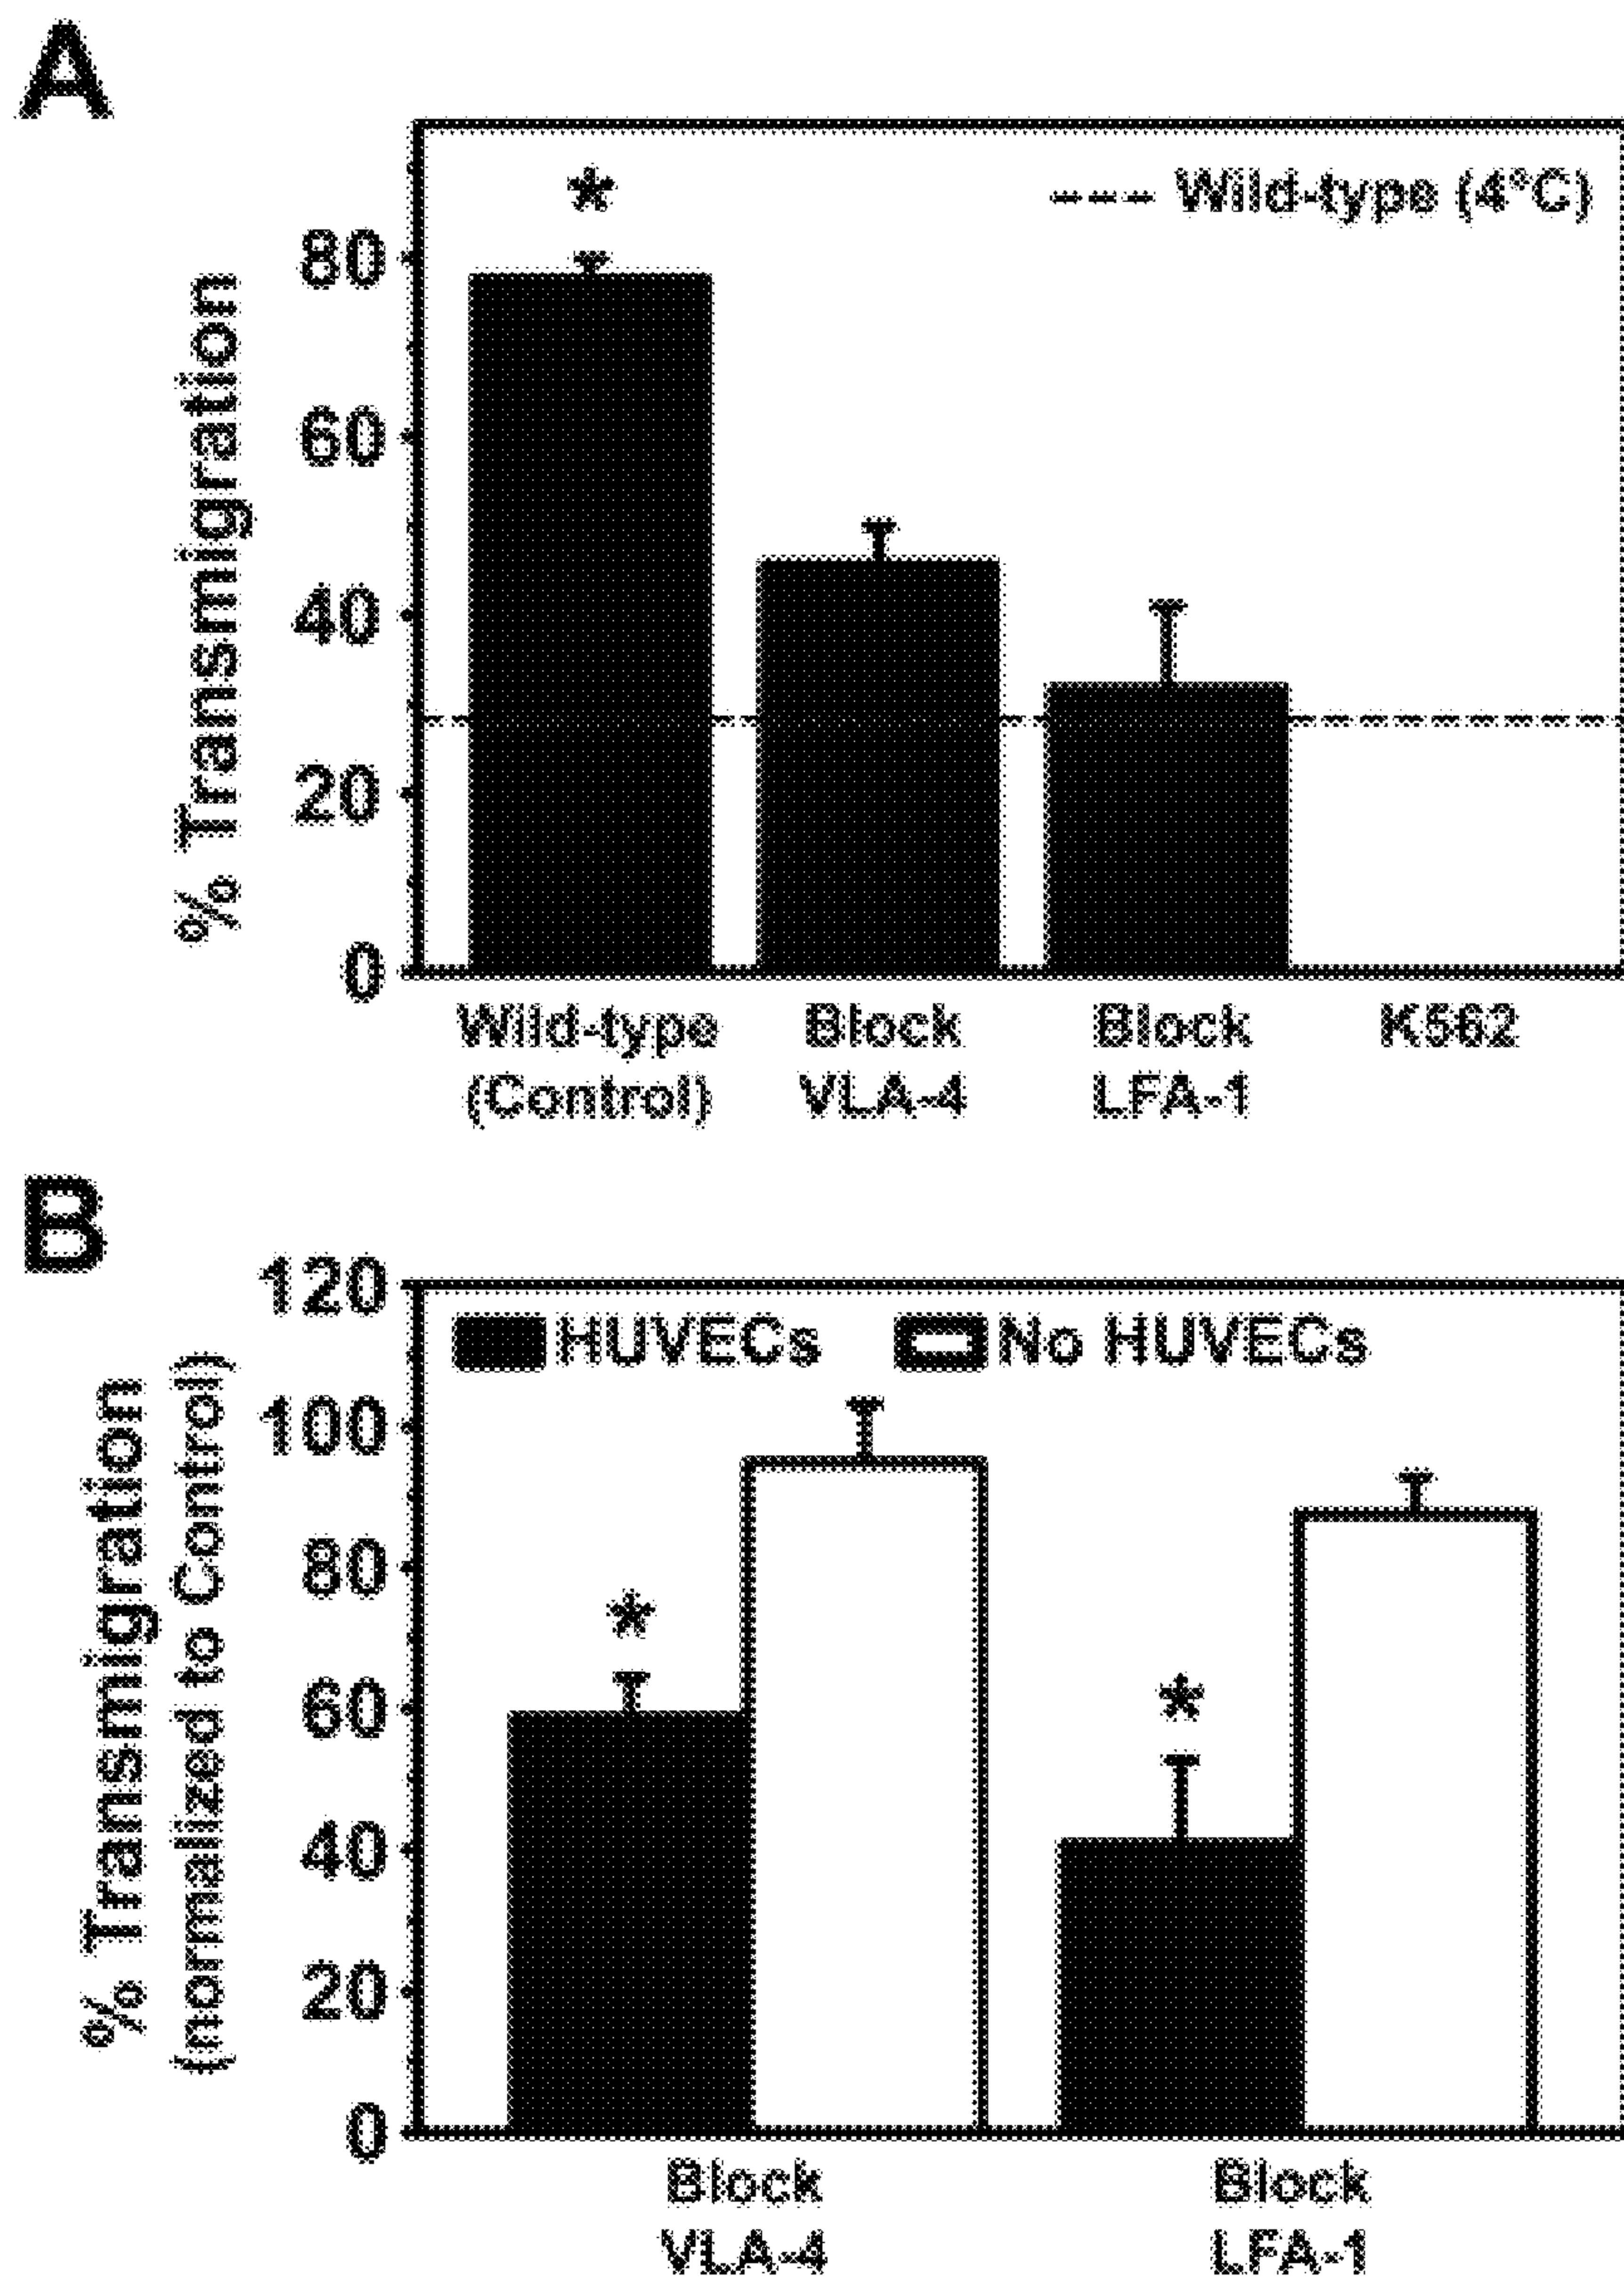 A
*
--- Wild-type (4°C)
80
60
40
20
0
% Transmigration
Wild-type
(Control)
Block
VLA-4
Block
LFA-1
K562
B
120
100
80
60
40
20
0
% Transmigration
(normalized to Control)
HUVECs
No HUVECs
*
*
Block
VLA-4
Block
LFA-1